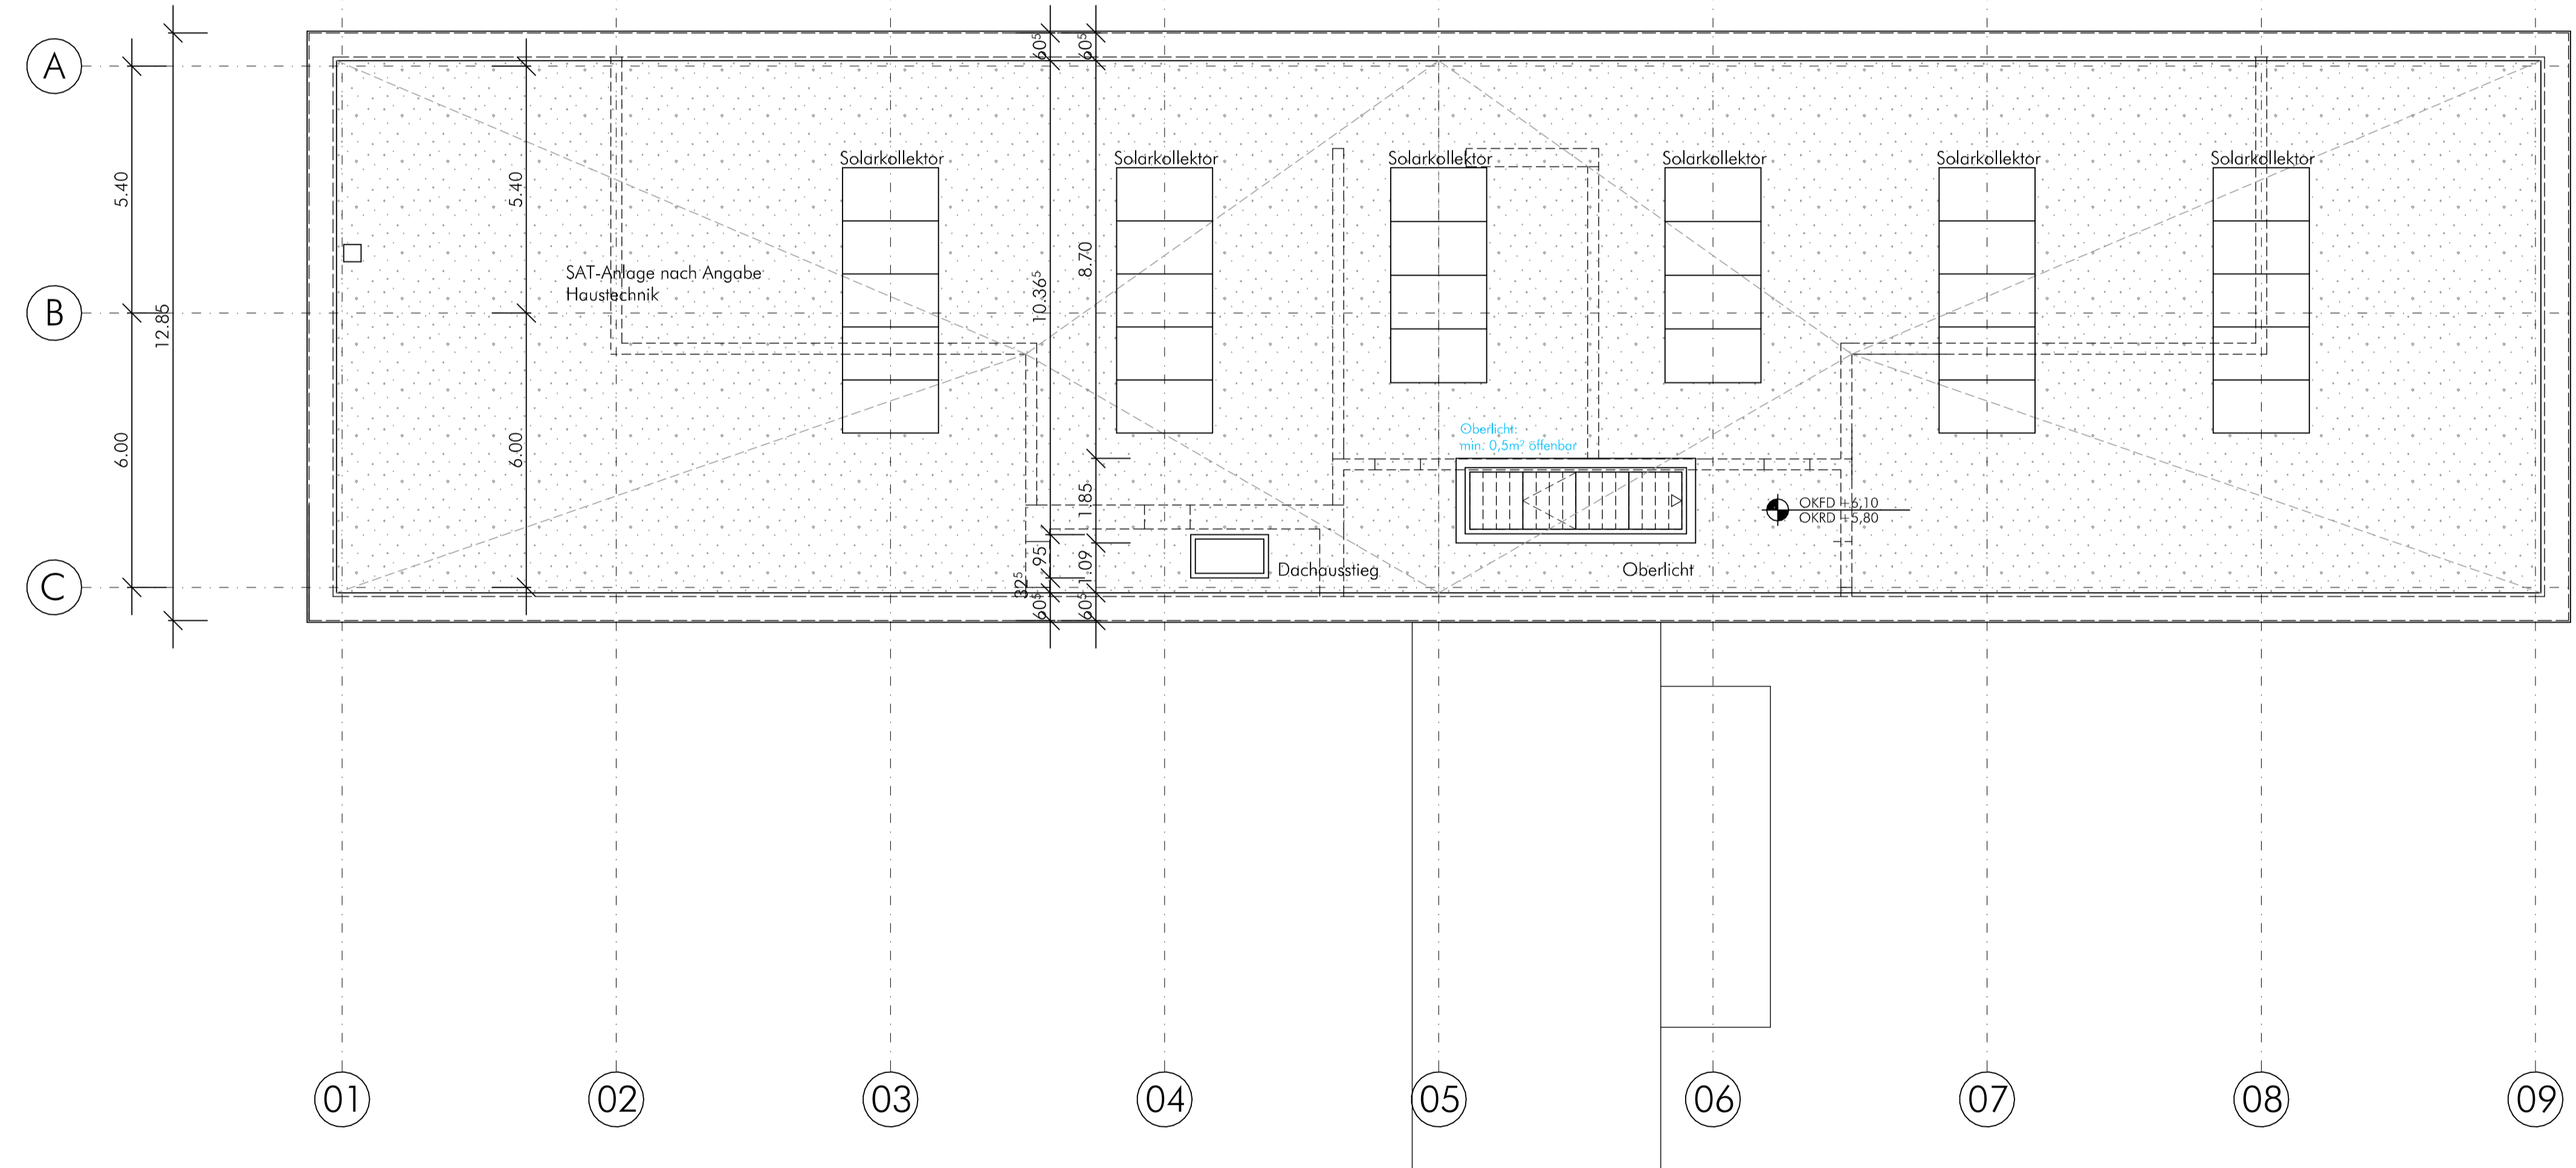 A
60⁵
60⁵
Solarkollektor
Solarkollektor
Solarkollektor
Solarkollektor
Solarkollektor
Solarkollektor
5.40
5.40
8.70
SAT-Anlage nach Angabe
Haustechnik
10.36⁵
B
12.85
6.00
6.00
Oberlicht:
min. 0,5m² öffenbar
1.85
OKFD +6,10
OKRD +5,80
95
1.09
Dachausstieg
Oberlicht
32⁵
C
60⁵
60⁵
01
02
03
04
05
06
07
08
09